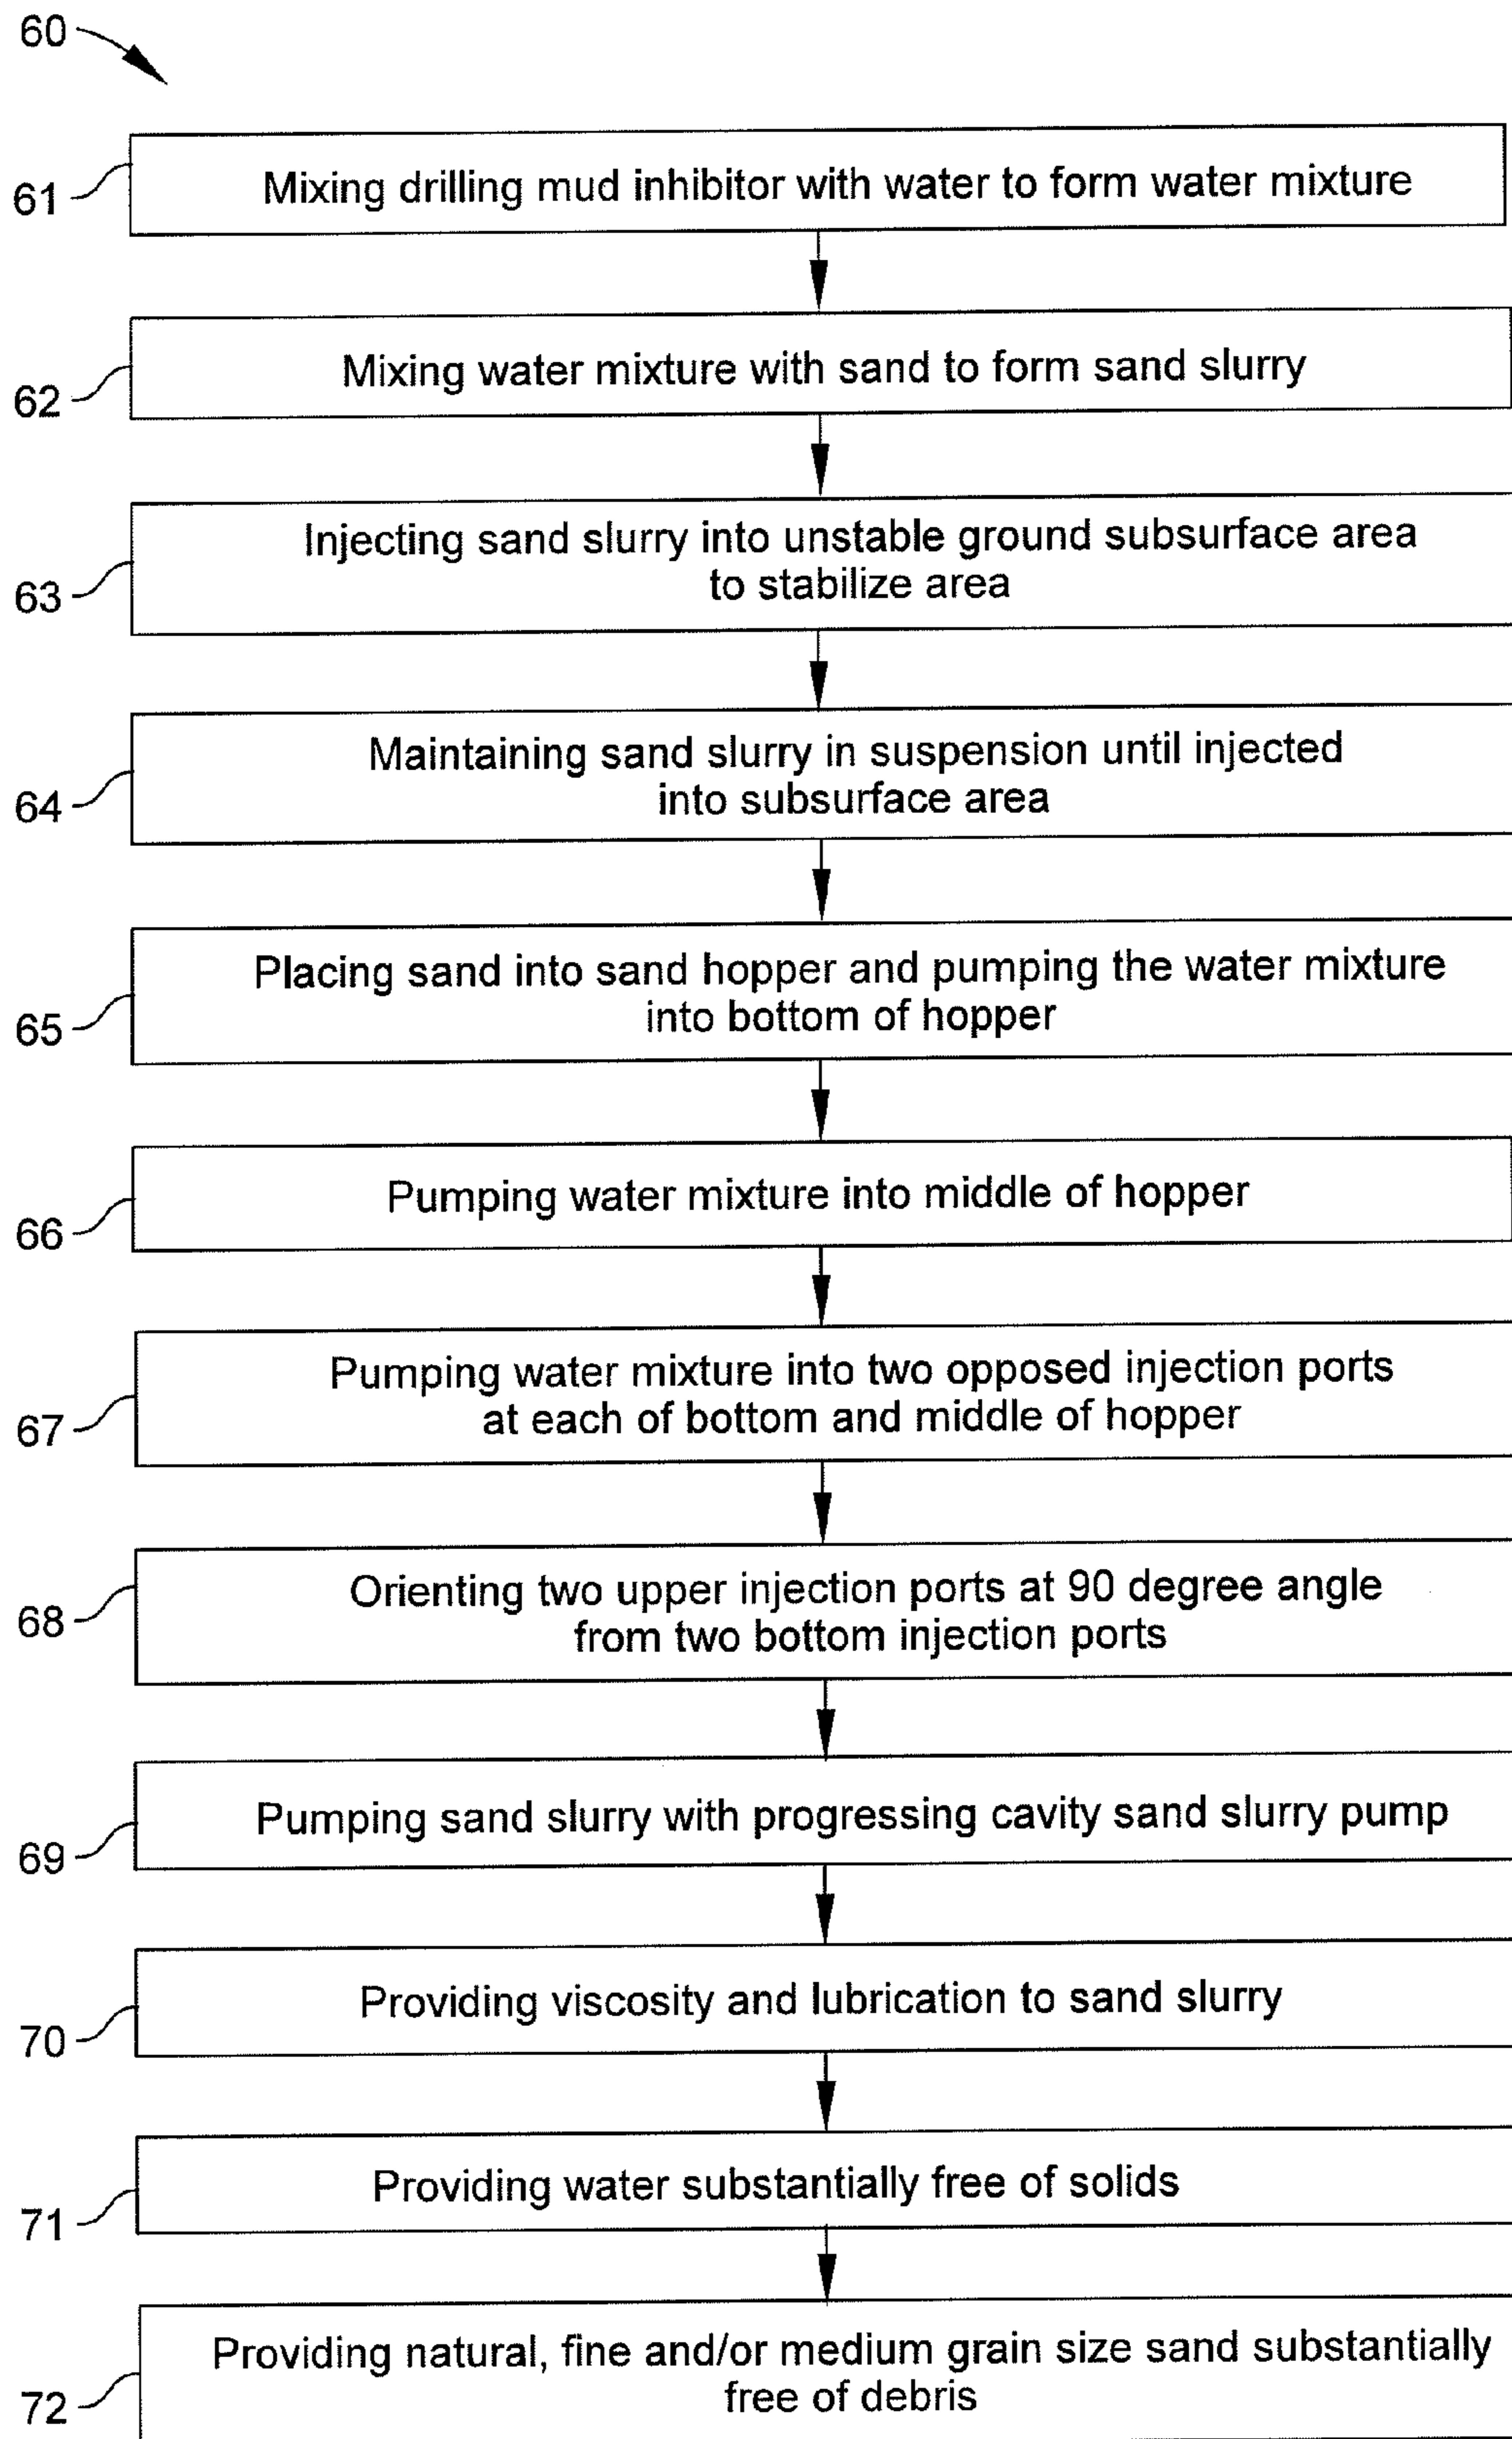 60
61
Mixing drilling mud inhibitor with water to form water mixture
62
Mixing water mixture with sand to form sand slurry
63
Injecting sand slurry into unstable ground subsurface area
to stabilize area
64
Maintaining sand slurry in suspension until injected
into subsurface area
65
Placing sand into sand hopper and pumping the water mixture
into bottom of hopper
66
Pumping water mixture into middle of hopper
67
Pumping water mixture into two opposed injection ports
at each of bottom and middle of hopper
68
Orienting two upper injection ports at 90 degree angle
from two bottom injection ports
69
Pumping sand slurry with progressing cavity sand slurry pump
70
Providing viscosity and lubrication to sand slurry
71
Providing water substantially free of solids
72
Providing natural, fine and/or medium grain size sand substantially
free of debris